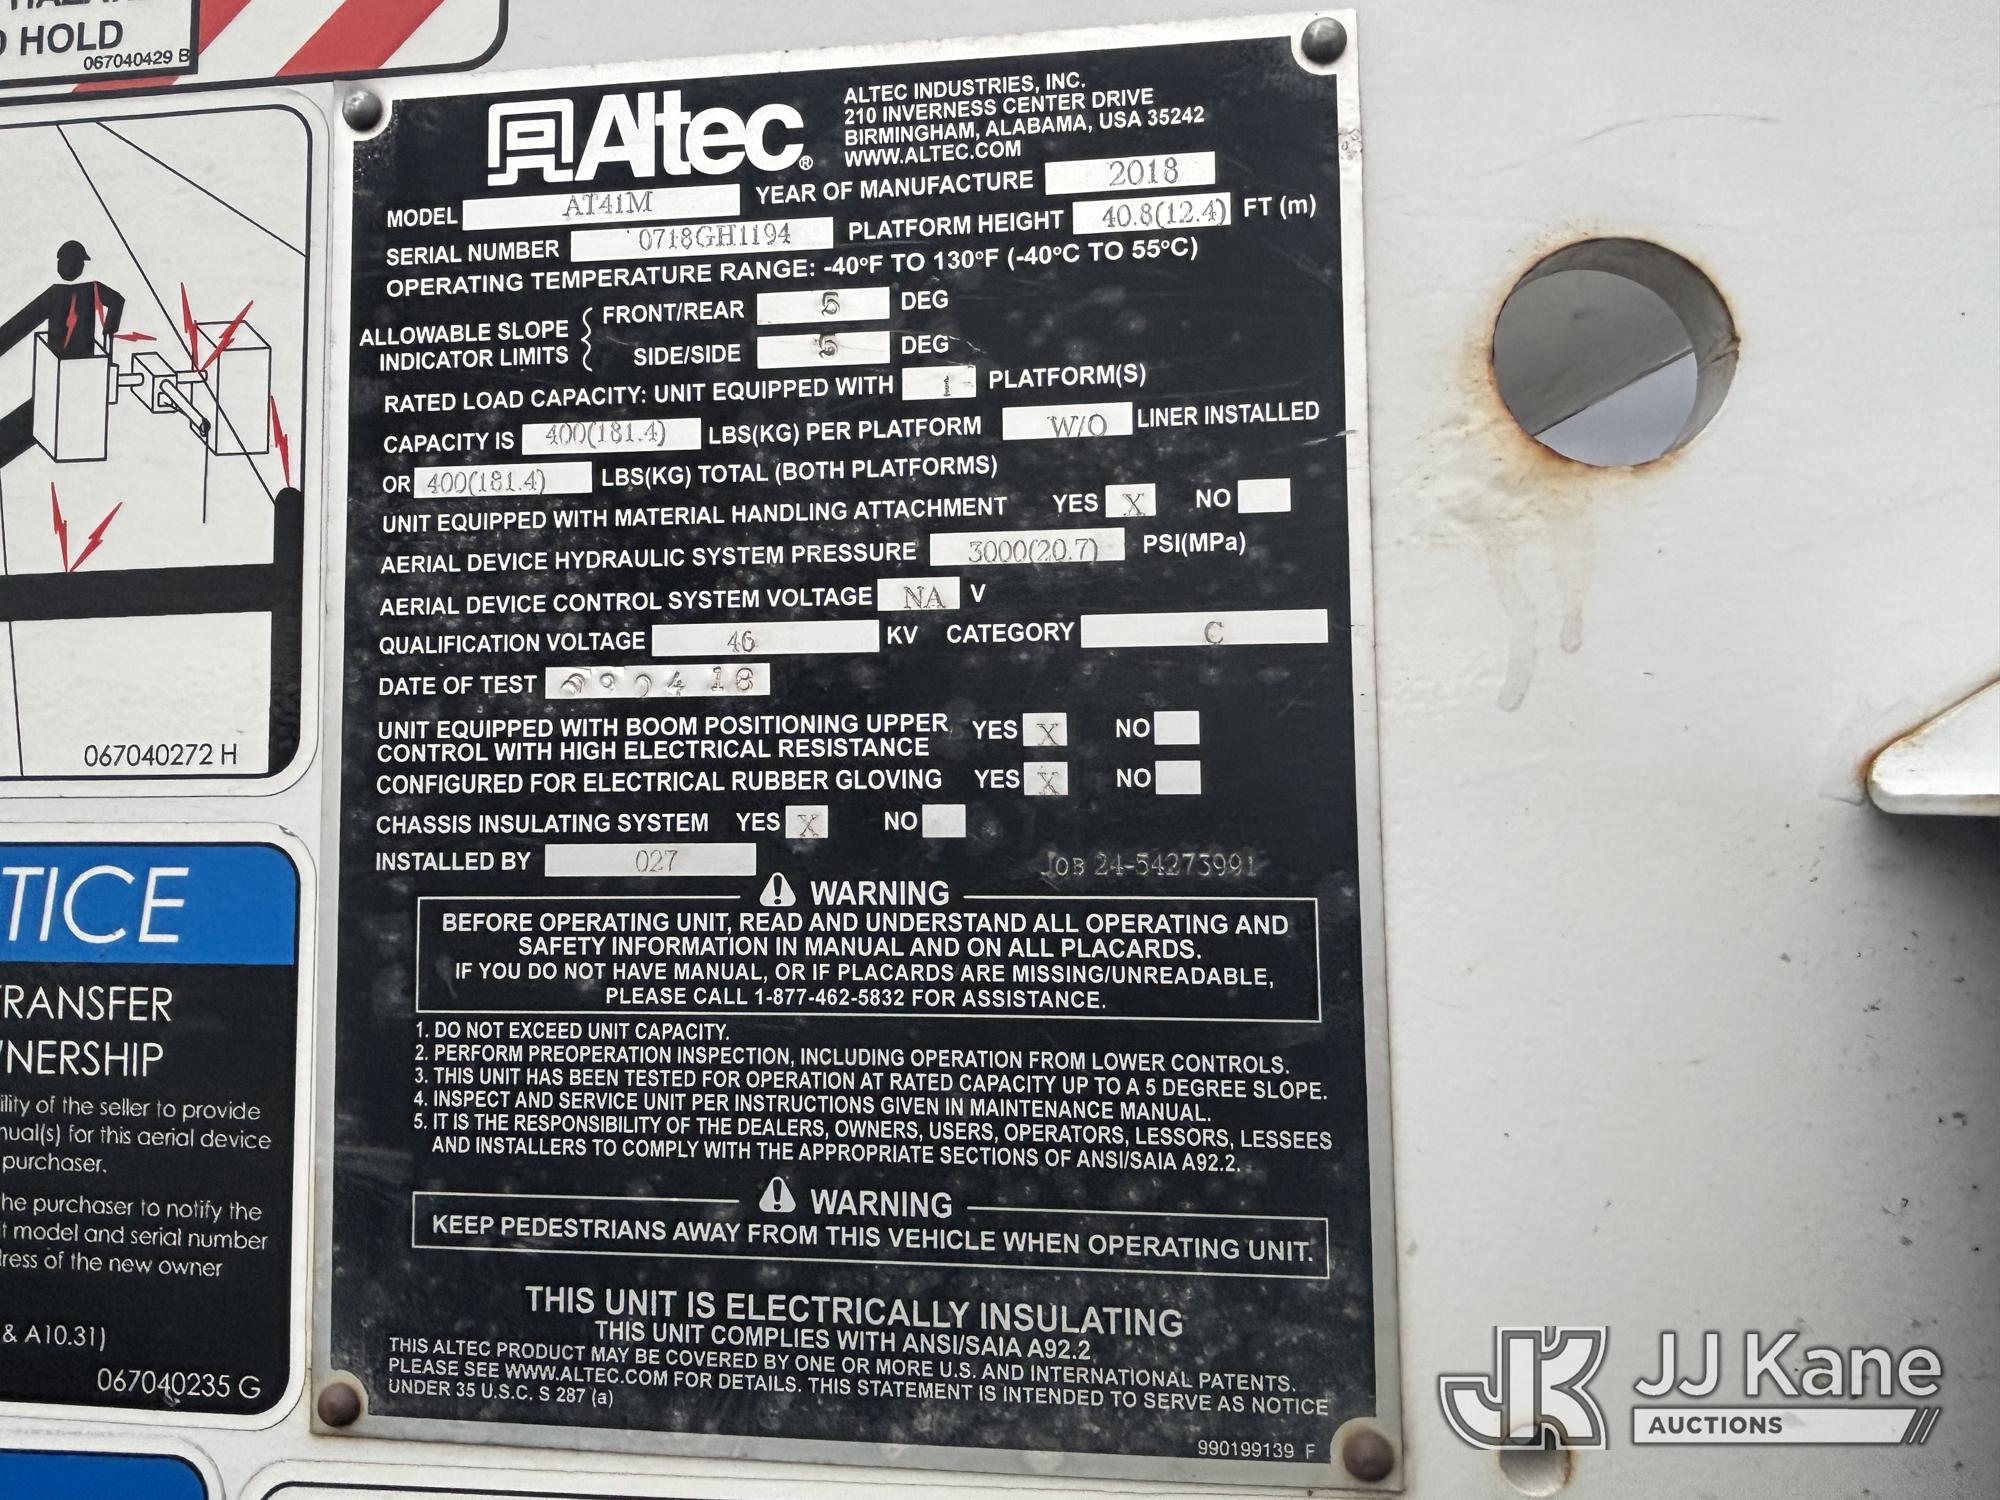 D HOLD
067040429 B
067040272 H
TICE
TRANSFER
WNERSHIP
ility of the seller to provide
nual(s) for this aerial device
purchaser.
he purchaser to notify the
it model and serial number
dress of the new owner
& A10.31)
067040235 G
Altec®
ALTEC INDUSTRIES, INC.
210 INVERNESS CENTER DRIVE
BIRMINGHAM, ALABAMA, USA 35242
WWW.ALTEC.COM
MODEL AT41M YEAR OF MANUFACTURE 2018
SERIAL NUMBER 0718GH1194 PLATFORM HEIGHT 40.8(12.4) FT (m)
OPERATING TEMPERATURE RANGE: -40°F TO 130°F (-40°C TO 55°C)
ALLOWABLE SLOPE INDICATOR LIMITS
FRONT/REAR 5 DEG
SIDE/SIDE 5 DEG
RATED LOAD CAPACITY: UNIT EQUIPPED WITH 1 PLATFORM(S)
CAPACITY IS 400(181.4) LBS(KG) PER PLATFORM W/O LINER INSTALLED
OR 400(181.4) LBS(KG) TOTAL (BOTH PLATFORMS)
UNIT EQUIPPED WITH MATERIAL HANDLING ATTACHMENT YES X NO
AERIAL DEVICE HYDRAULIC SYSTEM PRESSURE 3000(20.7) PSI(MPa)
AERIAL DEVICE CONTROL SYSTEM VOLTAGE NA V
QUALIFICATION VOLTAGE 46 KV CATEGORY C
DATE OF TEST
UNIT EQUIPPED WITH BOOM POSITIONING UPPER YES X NO
CONTROL WITH HIGH ELECTRICAL RESISTANCE
CONFIGURED FOR ELECTRICAL RUBBER GLOVING YES X NO
CHASSIS INSULATING SYSTEM YES X NO
INSTALLED BY 027 JOB 24-54273991
WARNING
BEFORE OPERATING UNIT, READ AND UNDERSTAND ALL OPERATING AND
SAFETY INFORMATION IN MANUAL AND ON ALL PLACARDS.
IF YOU DO NOT HAVE MANUAL, OR IF PLACARDS ARE MISSING/UNREADABLE,
PLEASE CALL 1-877-462-5832 FOR ASSISTANCE.
1. DO NOT EXCEED UNIT CAPACITY.
2. PERFORM PREOPERATION INSPECTION, INCLUDING OPERATION FROM LOWER CONTROLS.
3. THIS UNIT HAS BEEN TESTED FOR OPERATION AT RATED CAPACITY UP TO A 5 DEGREE SLOPE.
4. INSPECT AND SERVICE UNIT PER INSTRUCTIONS GIVEN IN MAINTENANCE MANUAL.
5. IT IS THE RESPONSIBILITY OF THE DEALERS, OWNERS, USERS, OPERATORS, LESSORS, LESSEES
AND INSTALLERS TO COMPLY WITH THE APPROPRIATE SECTIONS OF ANSI/SAIA A92.2.
WARNING
KEEP PEDESTRIANS AWAY FROM THIS VEHICLE WHEN OPERATING UNIT.
THIS UNIT IS ELECTRICALLY INSULATING
THIS UNIT COMPLIES WITH ANSI/SAIA A92.2
THIS ALTEC PRODUCT MAY BE COVERED BY ONE OR MORE U.S. AND INTERNATIONAL PATENTS.
PLEASE SEE WWW.ALTEC.COM FOR DETAILS. THIS STATEMENT IS INTENDED TO SERVE AS NOTICE
UNDER 35 U.S.C. S 287 (a)
990199139 F
JK JJ Kane
AUCTIONS